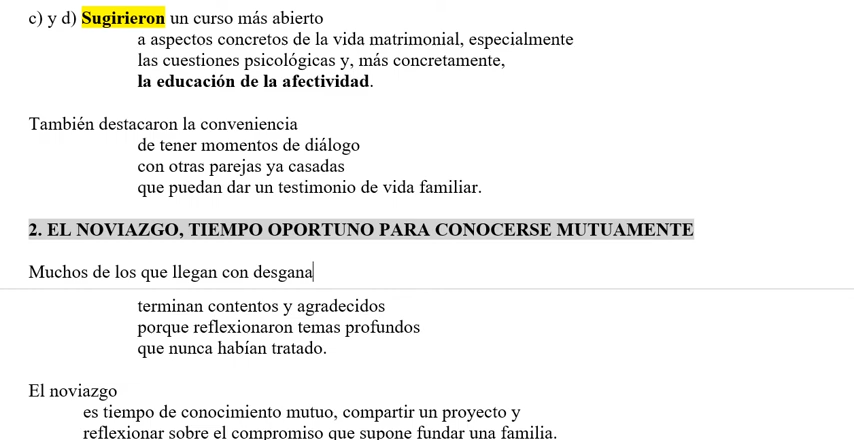 c) y d) Sugirieron un curso más abierto
a aspectos concretos de la vida matrimonial, especialmente
las cuestiones psicológicas y, más concretamente,
la educación de la afectividad.
También destacaron la conveniencia
de tener momentos de diálogo
con otras parejas ya casadas
que puedan dar un testimonio de vida familiar.
2. EL NOVIAZGO, TIEMPO OPORTUNO PARA CONOCERSE MUTUAMENTE
Muchos de los que llegan con desgana
terminan contentos y agradecidos
porque reflexionaron temas profundos
que nunca habían tratado.
El noviazgo
es tiempo de conocimiento mutuo, compartir un proyecto y
reflexionar sobre el compromiso que supone fundar una familia.